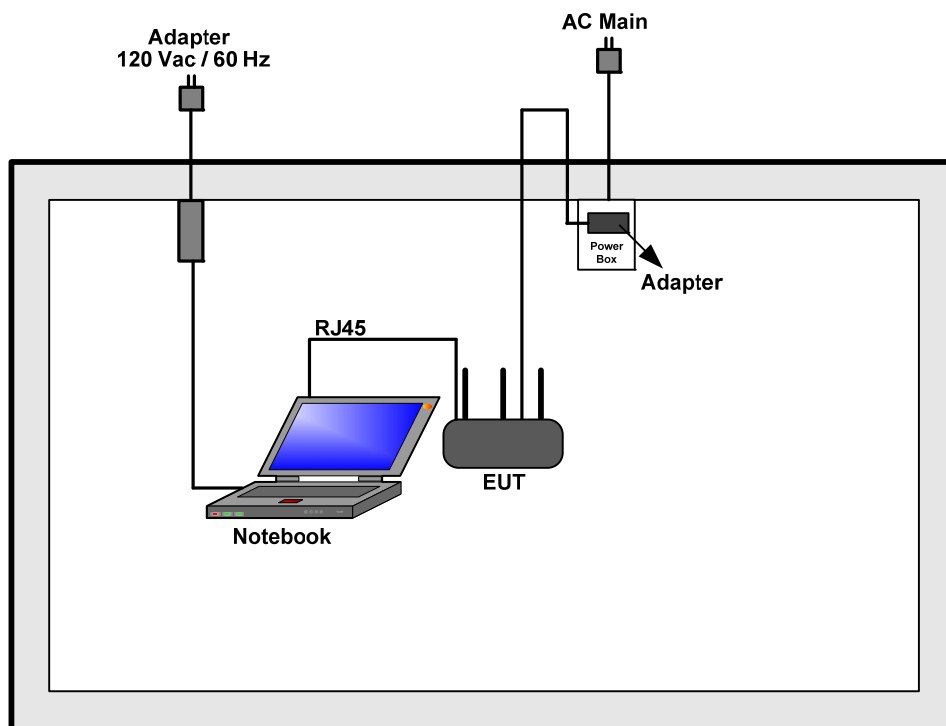 Adapter
120 Vac / 60 Hz
AC Main
Power
Box
Adapter
RJ45
EUT
Notebook